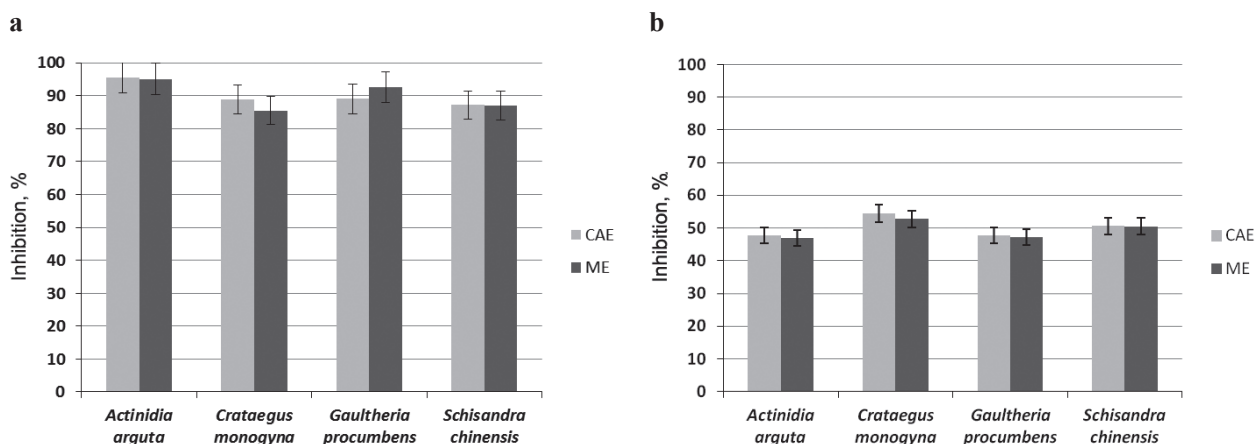 a
Inhibition, %
100
90
80
70
60
50
40
30
20
10
0
Actinidia
arguta
Crataegus
monogyna
Gaultheria
procumbens
Schisandra
chinensis
CAE
ME
b
Inhibition, %
100
90
80
70
60
50
40
30
20
10
0
Actinidia
arguta
Crataegus
monogyna
Gaultheria
procumbens
Schisandra
chinensis
CAE
ME